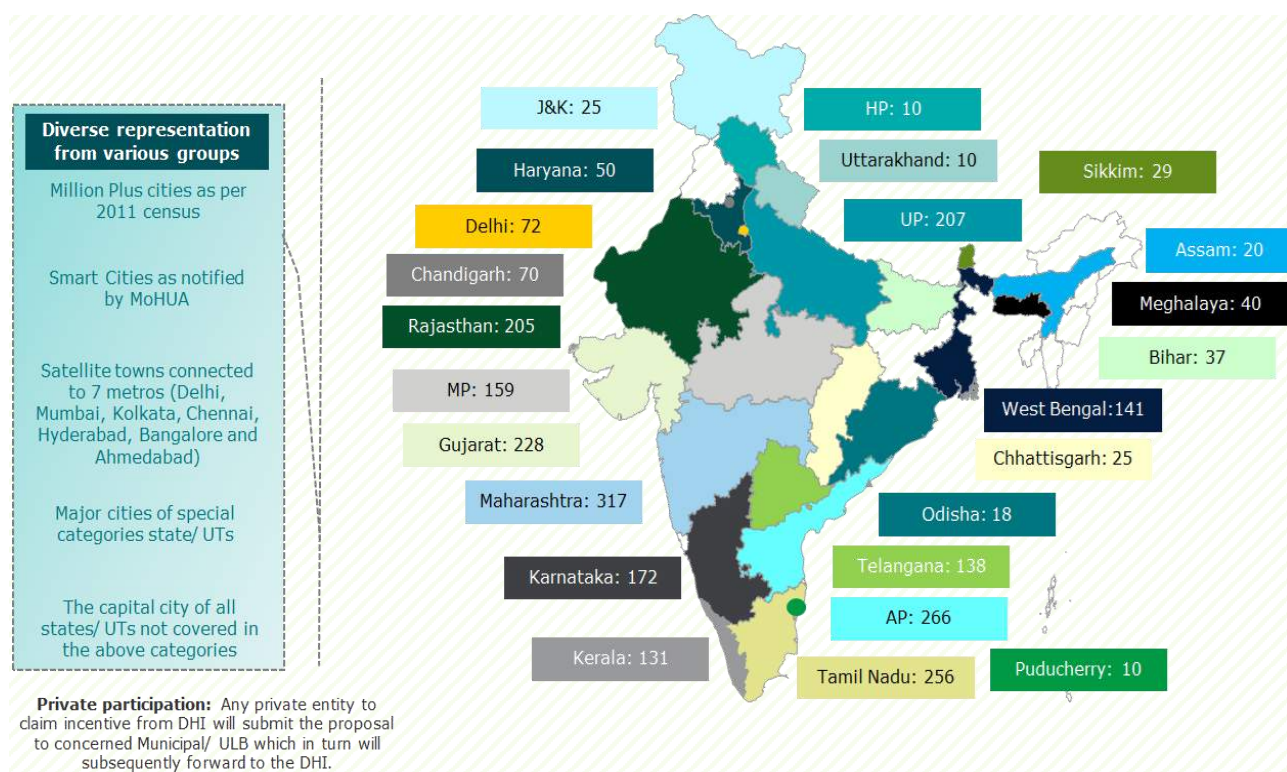 Diverse representation
from various groups
Million Plus cities as per
2011 census
Smart Cities as notified
by MoHUA
Satellite towns connected
to 7 metros (Delhi,
Mumbai, Kolkata, Chennai,
Hyderabad, Bangalore and
Ahmedabad)
Major cities of special
categories state/ UTs
The capital city of all
states/ UTs not covered in
the above categories
Private participation: Any private entity to
claim incentive from DHI will submit the proposal
to concerned Municipal/ ULB which in turn will
subsequently forward to the DHI.
J&K: 25
HP: 10
Haryana: 50
Uttarakhand: 10
Sikkim: 29
Delhi: 72
UP: 207
Assam: 20
Chandigarh: 70
Meghalaya: 40
Rajasthan: 205
Bihar: 37
MP: 159
West Bengal:141
Gujarat: 228
Chhattisgarh: 25
Maharashtra: 317
Odisha: 18
Karnataka: 172
Telangana: 138
AP: 266
Kerala: 131
Tamil Nadu: 256
Puducherry: 10